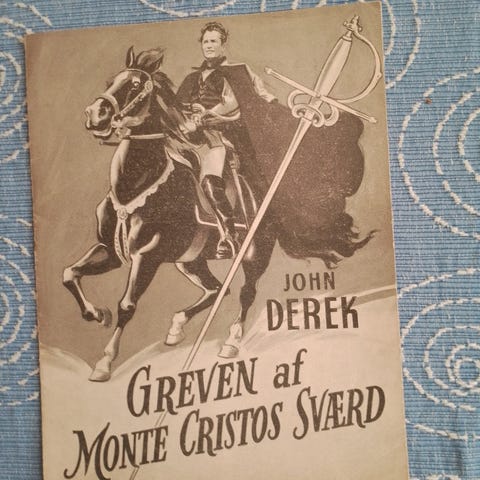 JOHN
DEREK
GREVEN af
MONTE CRISTOS SVÆRD